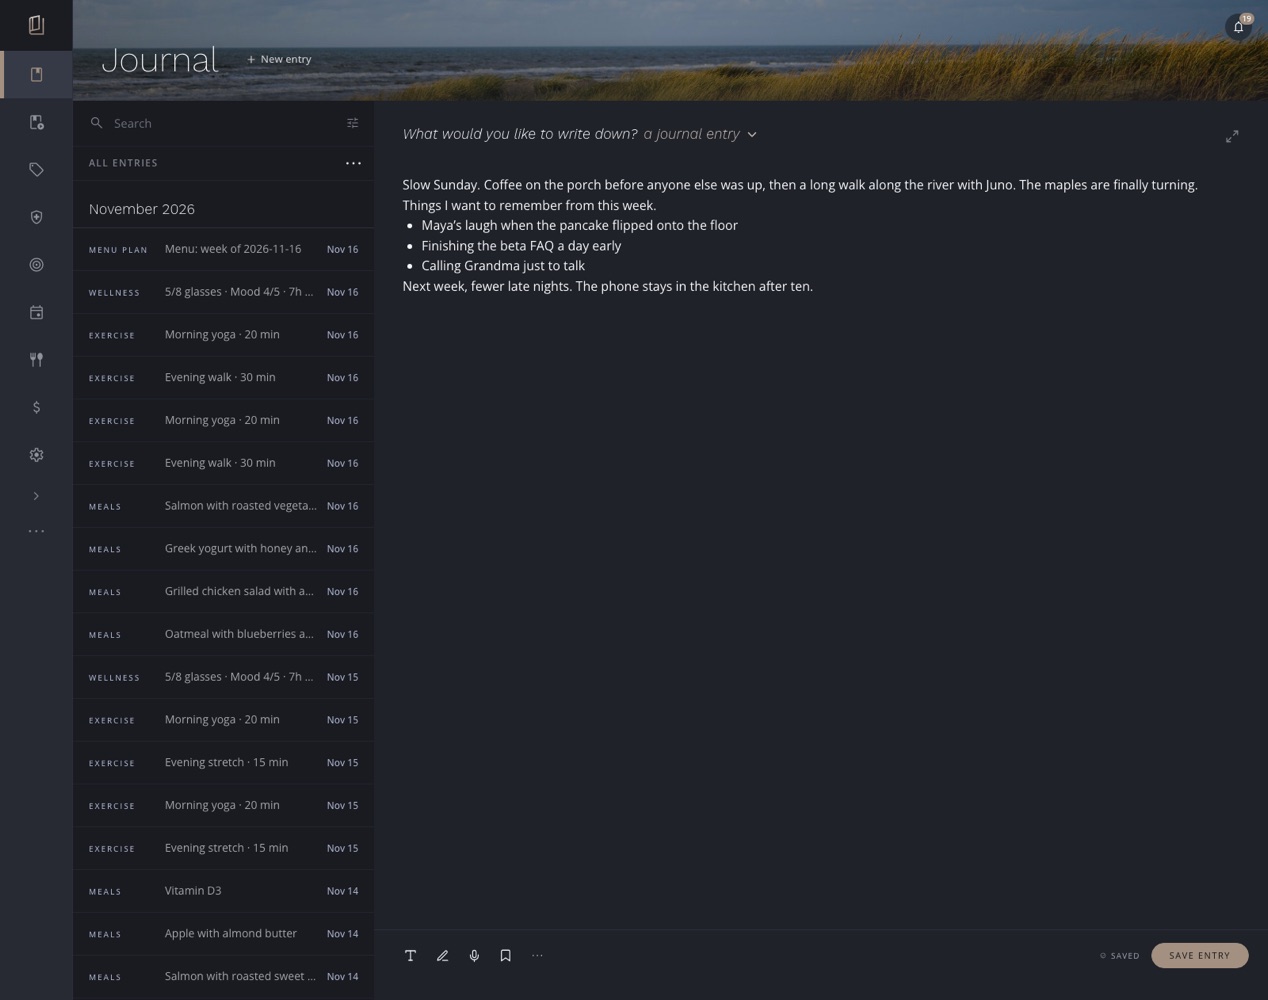 19
Journal
+ New entry
Search
ALL ENTRIES
November 2026
MENU PLAN Menu: week of 2026-11-16 Nov 16
WELLNESS 5/8 glasses · Mood 4/5 · 7h ... Nov 16
EXERCISE Morning yoga · 20 min Nov 16
EXERCISE Evening walk · 30 min Nov 16
EXERCISE Morning yoga · 20 min Nov 16
EXERCISE Evening walk · 30 min Nov 16
MEALS Salmon with roasted vegeta... Nov 16
MEALS Greek yogurt with honey an... Nov 16
MEALS Grilled chicken salad with a... Nov 16
MEALS Oatmeal with blueberries a... Nov 16
WELLNESS 5/8 glasses · Mood 4/5 · 7h ... Nov 15
EXERCISE Morning yoga · 20 min Nov 15
EXERCISE Evening stretch · 15 min Nov 15
EXERCISE Morning yoga · 20 min Nov 15
EXERCISE Evening stretch · 15 min Nov 15
MEALS Vitamin D3 Nov 14
MEALS Apple with almond butter Nov 14
MEALS Salmon with roasted sweet ... Nov 14
What would you like to write down? a journal entry
Slow Sunday. Coffee on the porch before anyone else was up, then a long walk along the river with Juno. The maples are finally turning.
Things I want to remember from this week.
• Maya's laugh when the pancake flipped onto the floor
• Finishing the beta FAQ a day early
• Calling Grandma just to talk
Next week, fewer late nights. The phone stays in the kitchen after ten.
SAVED
SAVE ENTRY